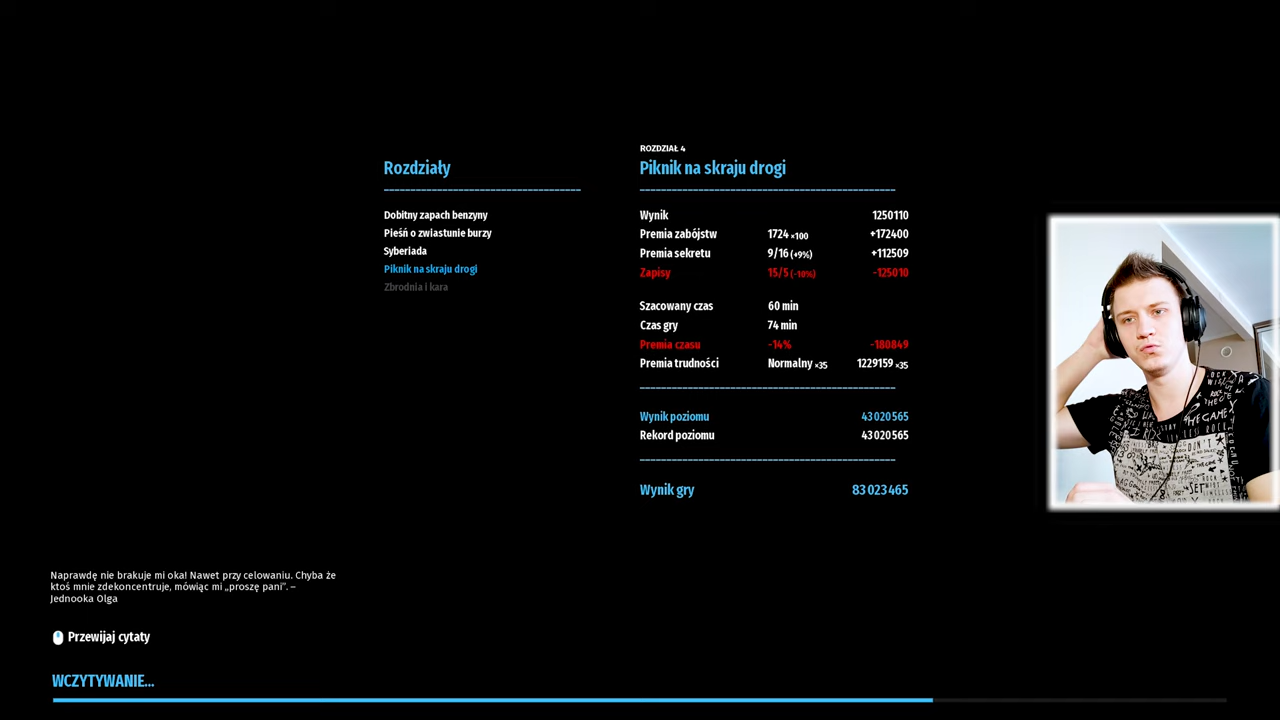 ROZDZIAŁ 4
Rozdziały
Piknik na skraju drogi
Dobitny zapach benzyny
Pieśń o zwiastunie burzy
Syberiada
Piknik na skraju drogi
Zbrodnia i kara
Wynik 1250110
Premia zabójstw 1724 ×100 +172400
Premia sekretu 9/16 (+9%) +112509
Zapisy 15/5 (-10%) -125010
Szacowany czas 60 min
Czas gry 74 min
Premia czasu -14% -180849
Premia trudności Normalny ×35 1229159 ×35
Wynik poziomu 43020565
Rekord poziomu 43020565
Wynik gry 83023465
Naprawdę nie brakuje mi oka! Nawet przy celowaniu. Chyba że
ktoś mnie zdekoncentruje, mówiąc mi „proszę pani”. –
Jednooka Olga
Przewijaj cytaty
WCZYTYWANIE...